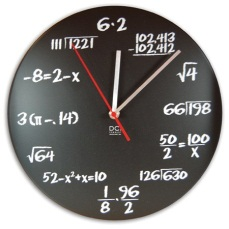 6·2
102,413
-102,412
√4
66)198
50/2 = 100/x
126)630
1/8 · 96/2
52-x²+x=10
√64
3(π-.14)
-8=2-x
111)1221
DCI